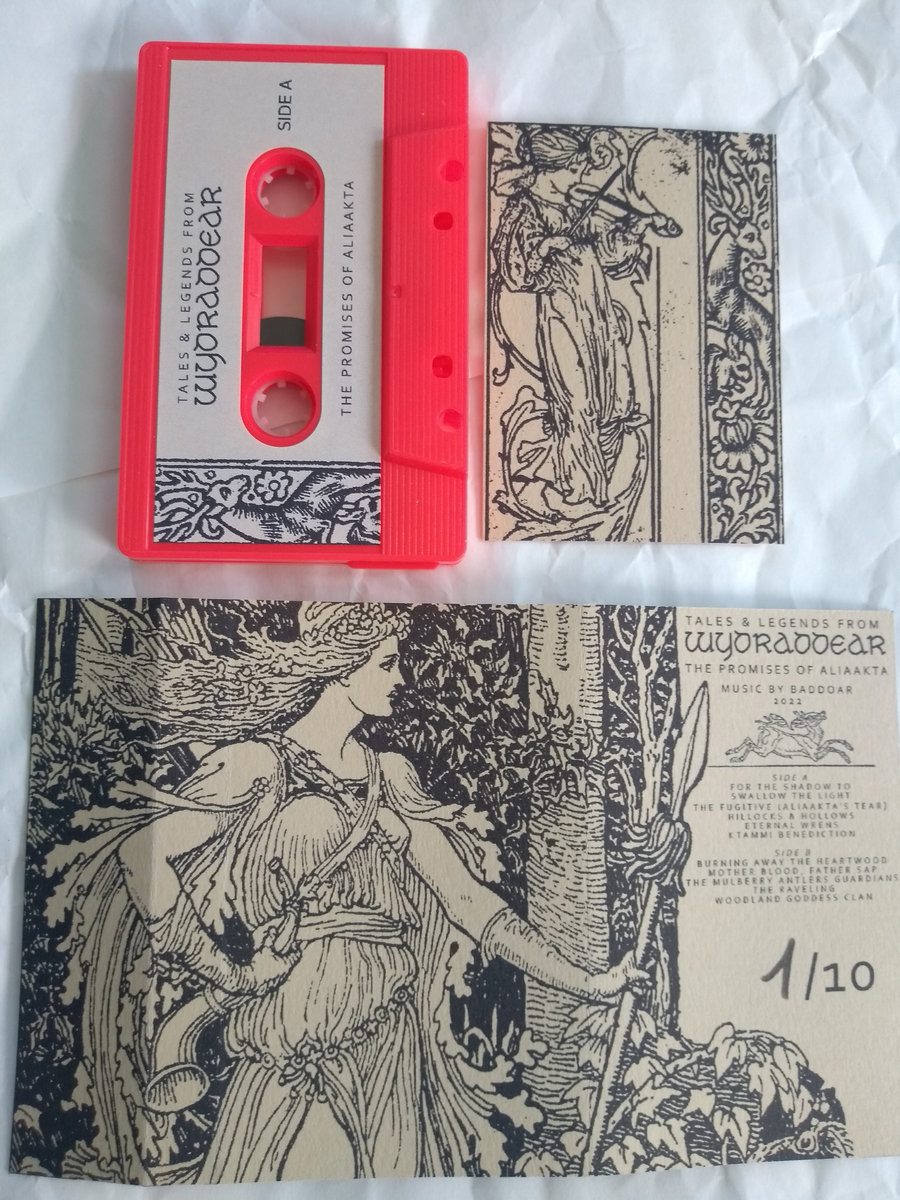 SIDE A
TALES & LEGENDS FROM
WYDRADDEAR
THE PROMISES OF ALIAAKTA
TALES & LEGENDS FROM
WYDRADDEAR
THE PROMISES OF ALIAAKTA
MUSIC BY BADDOAR
2022
SIDE A
FOR THE SHADOW TO
SWALLOW THE LIGHT
THE FUGITIVE (ALIAAKTA'S TEAR)
HILLOCKS & HOLLOWS
ETERNAL WRENS
KTAMMI BENEDICTION
SIDE B
BURNING AWAY THE HEARTWOOD
MOTHER BLOOD, FATHER SAP
THE MULBERRY ANTLERS GUARDIANS
THE RAVELING
WOODLAND GODDESS CLAN
1/10